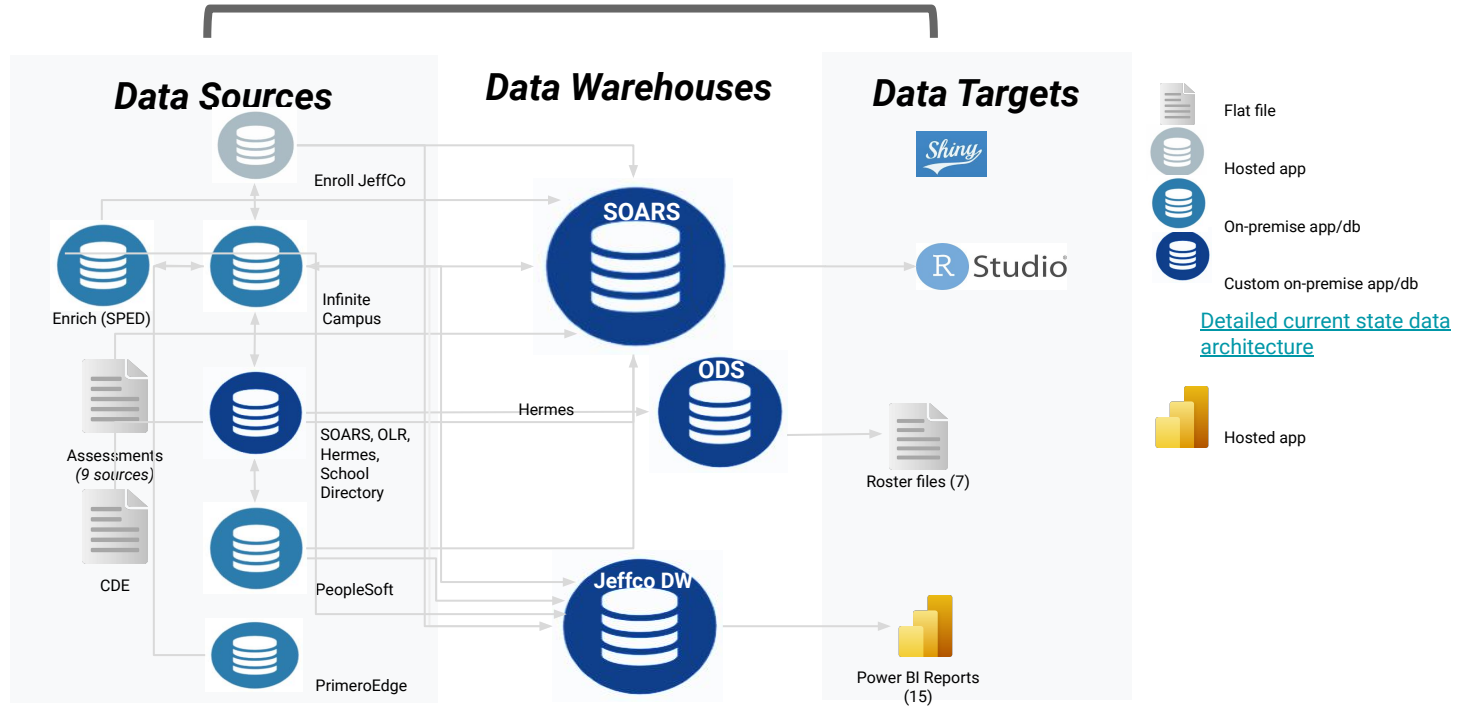 Data Sources
Data Warehouses
Data Targets
Enroll JeffCo
Enrich (SPED)
Infinite
Campus
Assessments
(9 sources)
SOARS, OLR,
Hermes,
School
Directory
CDE
PeopleSoft
PrimeroEdge
SOARS
Hermes
ODS
Jeffco DW
Shiny
R Studio
Roster files (7)
Power BI Reports
(15)
Flat file
Hosted app
On-premise app/db
Custom on-premise app/db
Detailed current state data
architecture
Hosted app